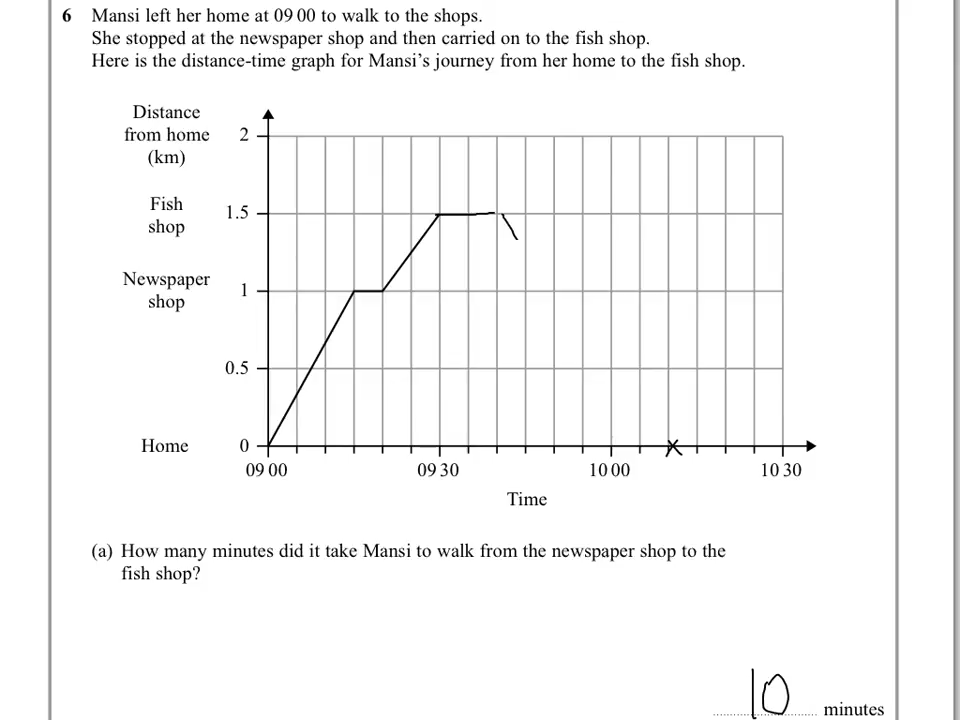 6 Mansi left her home at 09 00 to walk to the shops.
She stopped at the newspaper shop and then carried on to the fish shop.
Here is the distance-time graph for Mansi's journey from her home to the fish shop.
Distance
from home 2
(km)
Fish
shop 1.5
Newspaper
shop 1
0.5
Home 0
09 00 09 30 10 00 10 30
Time
(a) How many minutes did it take Mansi to walk from the newspaper shop to the
fish shop?
10 minutes